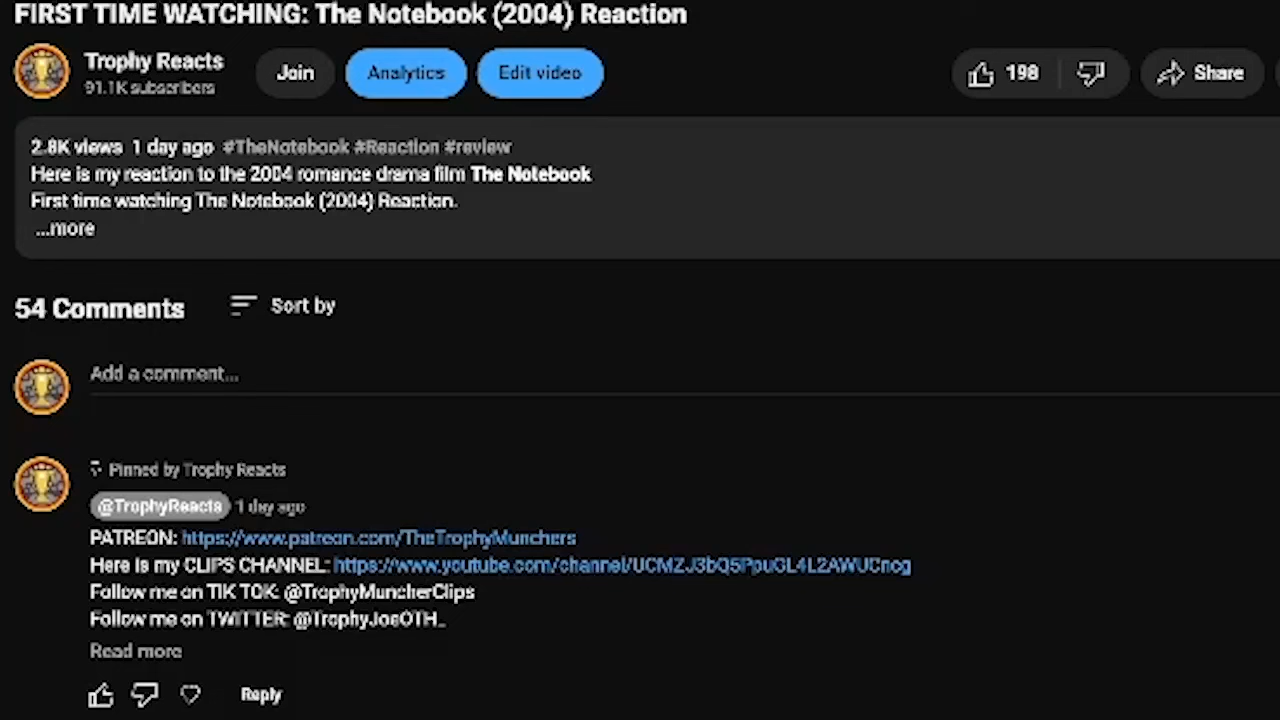 FIRST TIME WATCHING: The Notebook (2004) Reaction
Trophy Reacts
91.1K subscribers
Join
Analytics
Edit video
198
Share
2.8K views 1 day ago #TheNotebook #Reaction #review
Here is my reaction to the 2004 romance drama film The Notebook
First time watching The Notebook (2004) Reaction.
...more
54 Comments
Sort by
Add a comment...
Pinned by Trophy Reacts
@TrophyReacts 1 day ago
PATREON: https://www.patreon.com/TheTrophyMunchers
Here is my CLIPS CHANNEL: https://www.youtube.com/channel/UCMZJ3bQ5PpuGL4L2AWUCncg
Follow me on TIK TOK: @TrophyMuncherClips
Follow me on TWITTER: @TrophyJoeOTH_
Read more
Reply